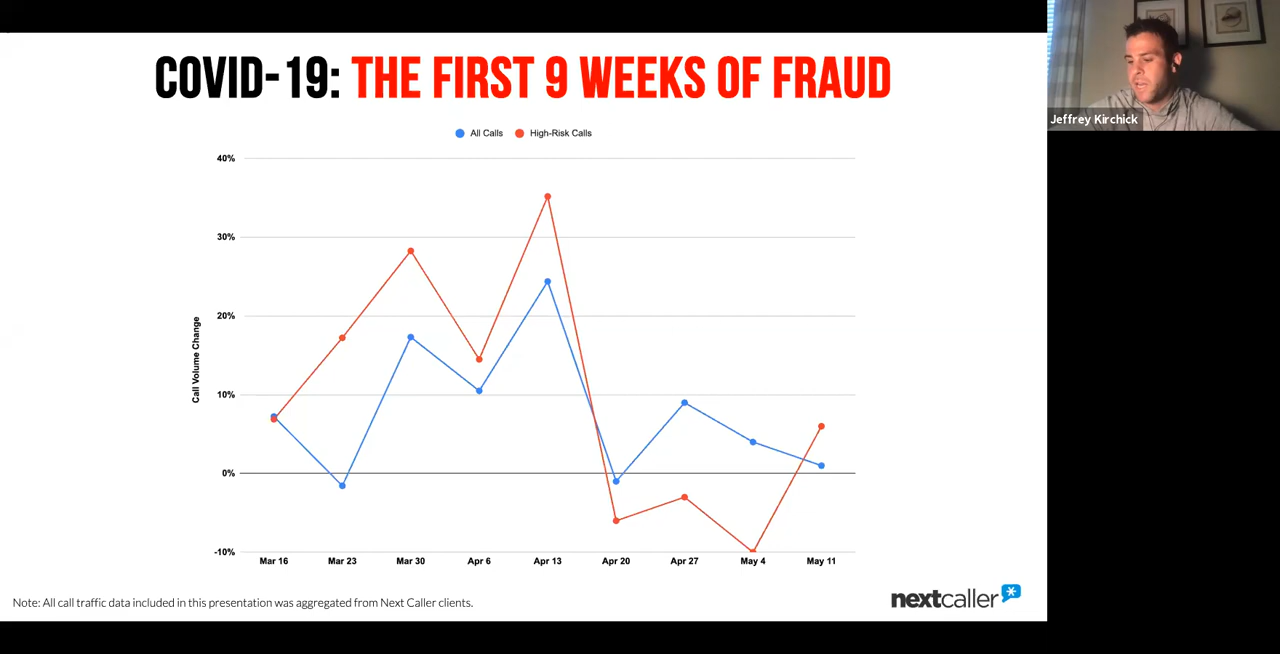 COVID-19: THE FIRST 9 WEEKS OF FRAUD
Jeffrey Kirchick
All Calls High-Risk Calls
40%
30%
20%
10%
0%
-10%
Call Volume Change
Mar 16 Mar 23 Mar 30 Apr 6 Apr 13 Apr 20 Apr 27 May 4 May 11
Note: All call traffic data included in this presentation was aggregated from Next Caller clients.
nextcaller